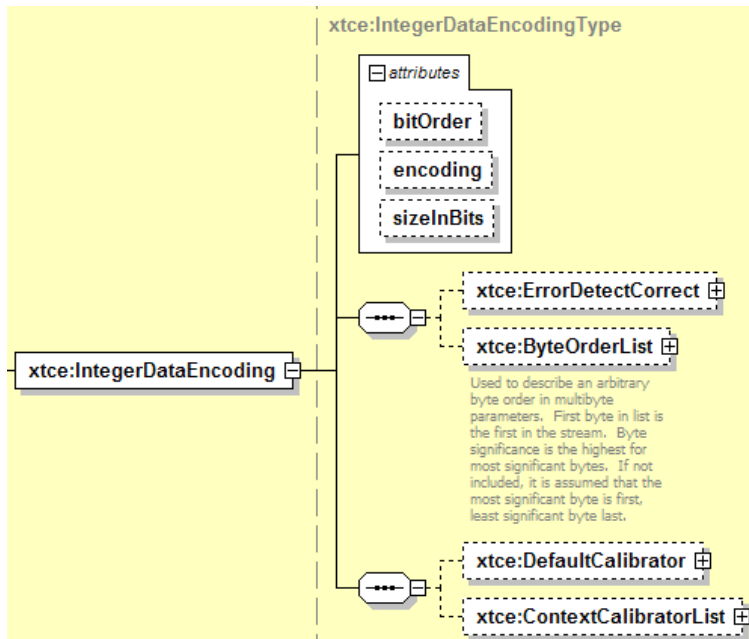 xtce:IntegerDataEncodingType
attributes
bitOrder
encoding
sizeInBits
xtce:ErrorDetectCorrect
xtce:ByteOrderList
Used to describe an arbitrary
byte order in multibyte
parameters. First byte in list is
the first in the stream. Byte
significance is the highest for
most significant bytes. If not
included, it is assumed that the
most significant byte is first,
least significant byte last.
xtce:IntegerDataEncoding
xtce:DefaultCalibrator
xtce:ContextCalibratorList